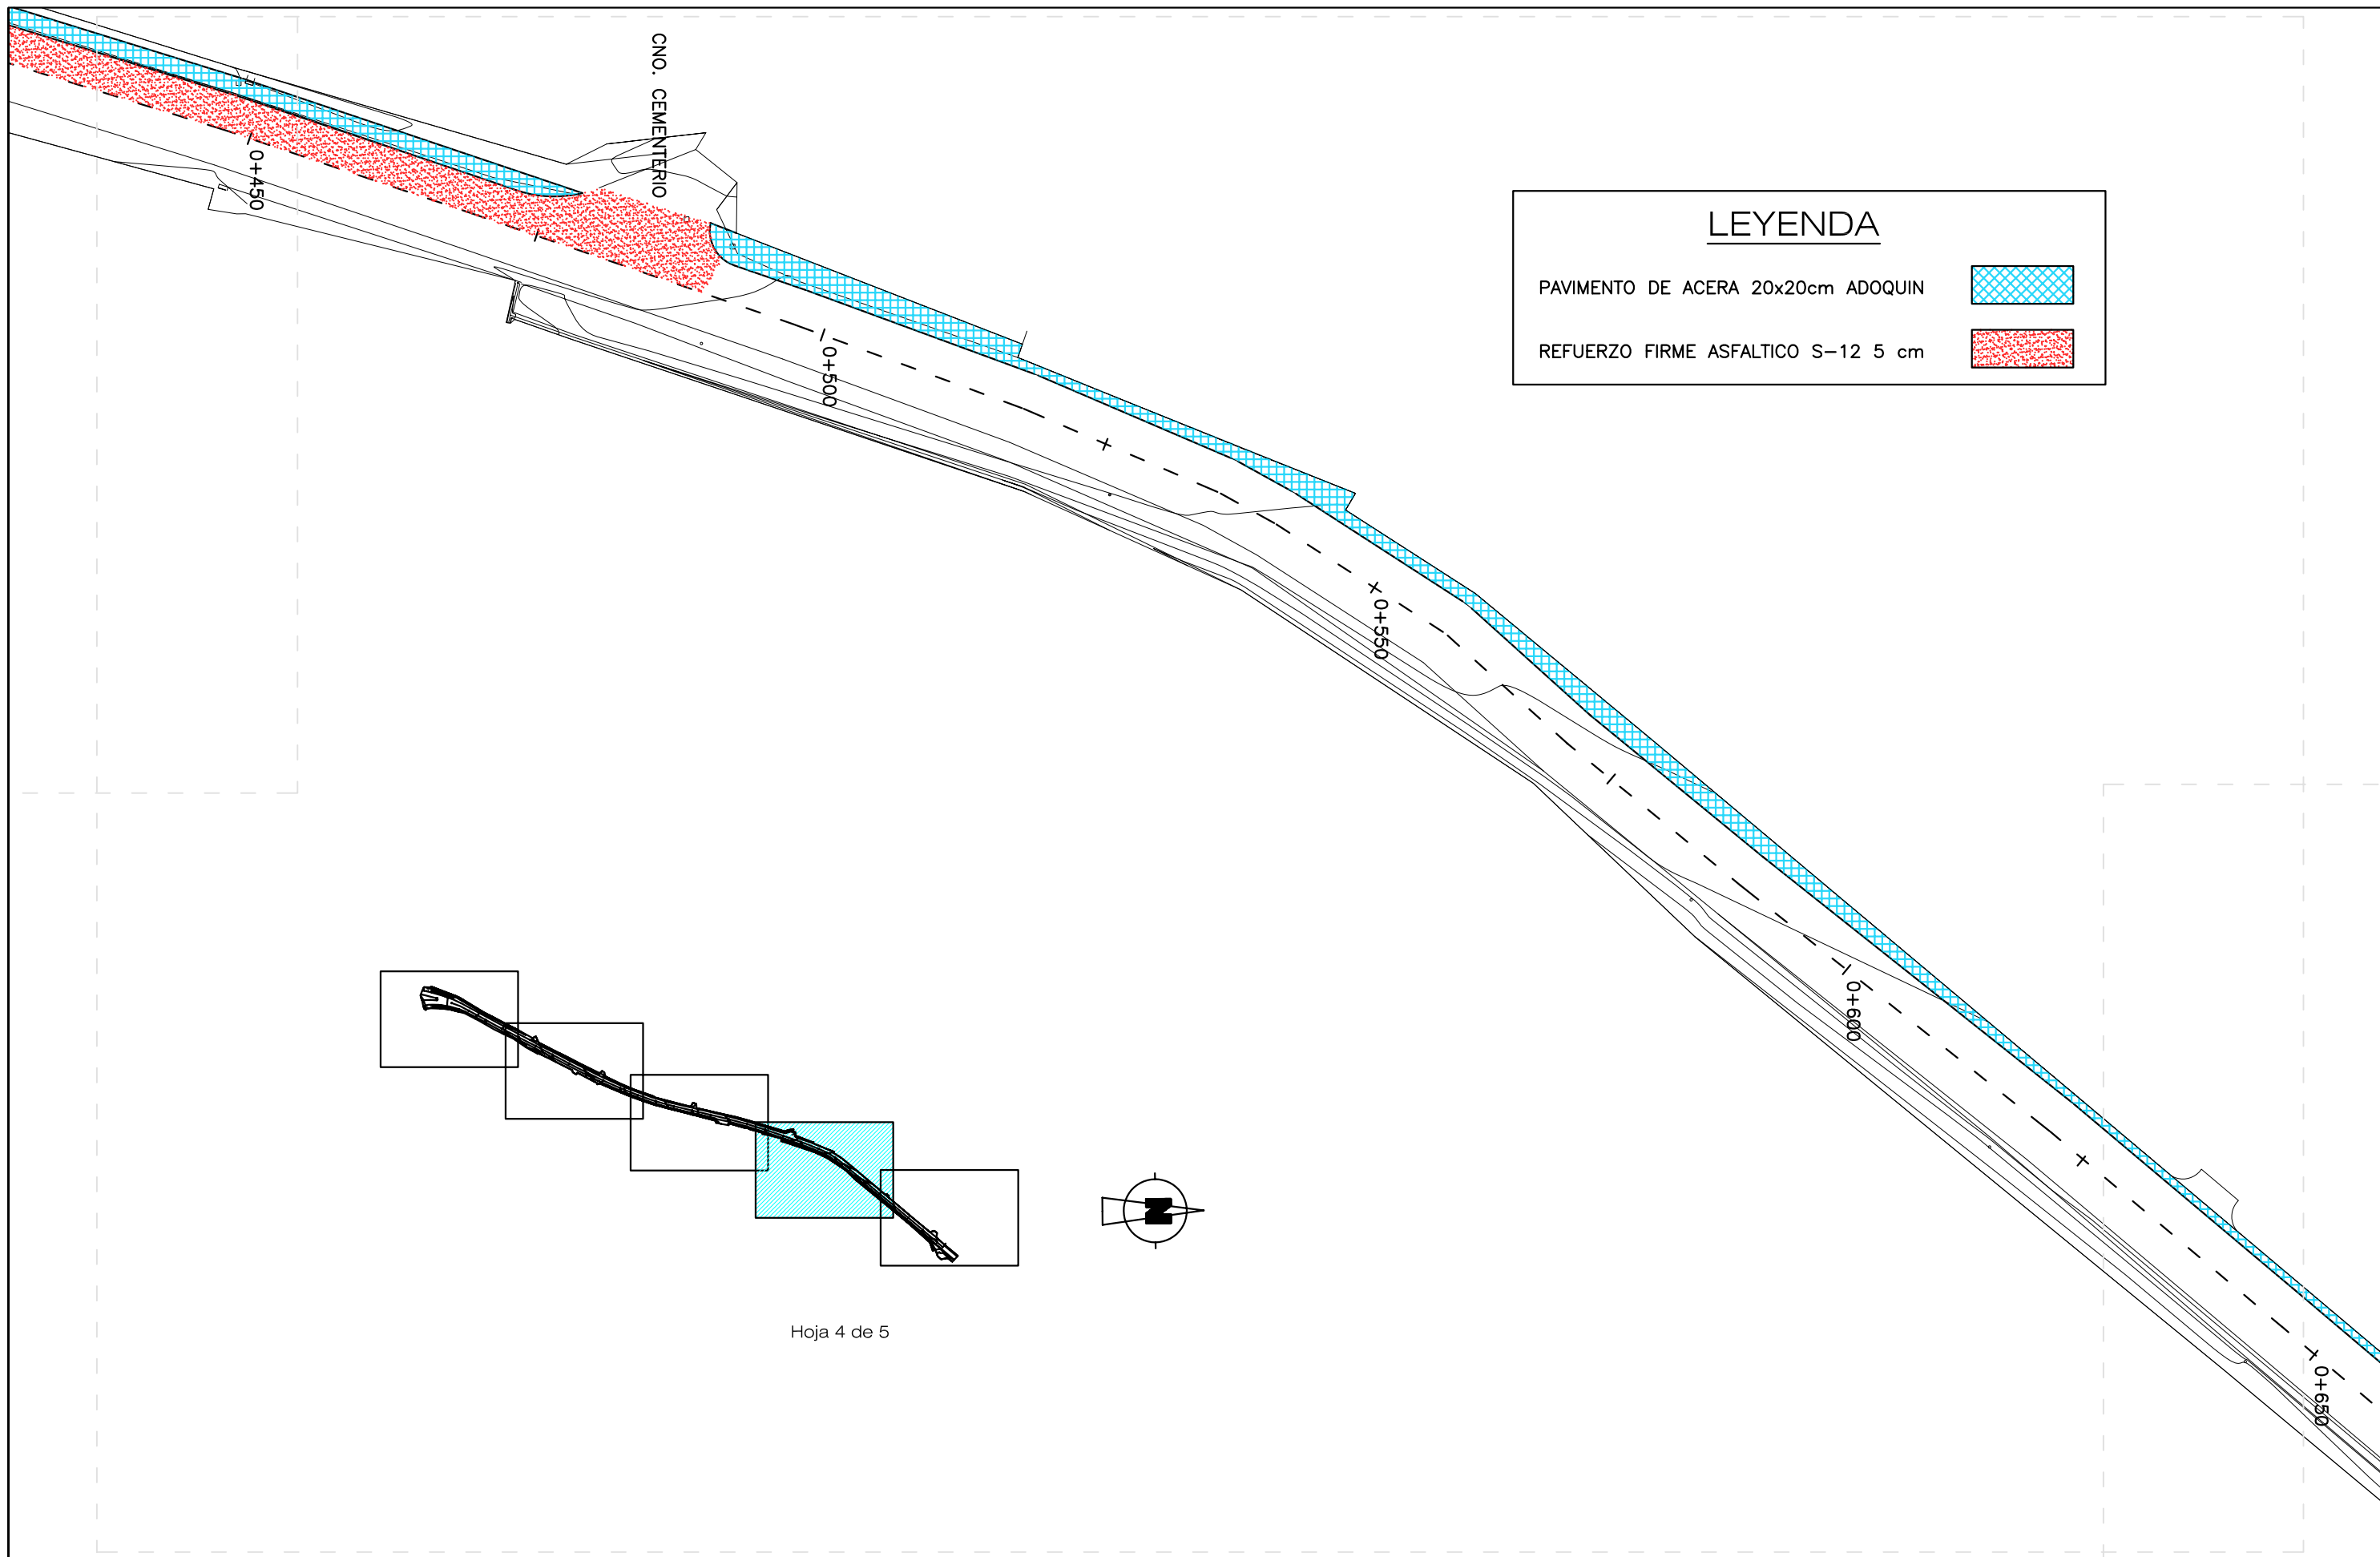 CNO. CEMENTERIO
0+450
LEYENDA
PAVIMENTO DE ACERA 20x20cm ADOQUIN
REFUERZO FIRME ASFALTICO S-12 5 cm
0+500
0+550
0+600
0+650
N
Hoja 4 de 5